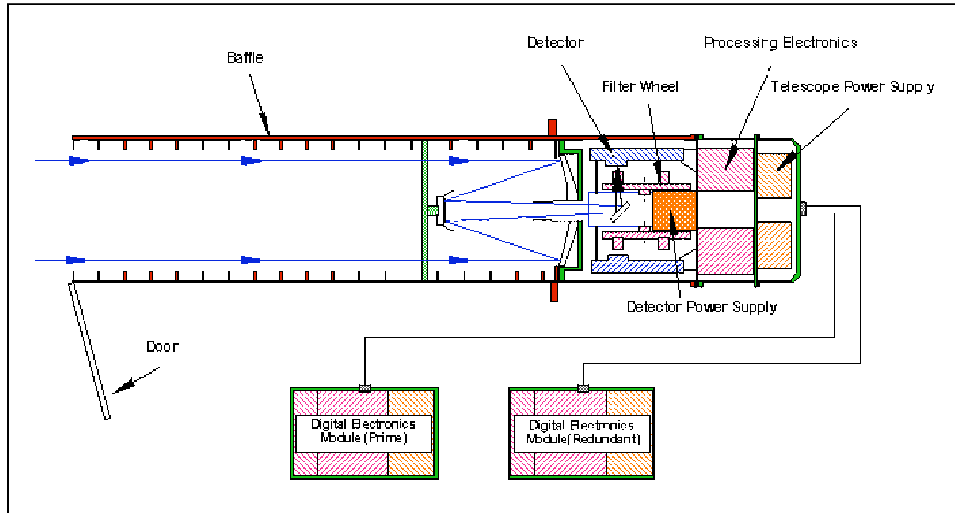 Detector
Processing Electronics
Baffle
Filter Wheel
Telescope Power Supply
Detector Power Supply
Door
Digital Electronics
Module (Prime)
Digital Electronics
Module(Redundant)